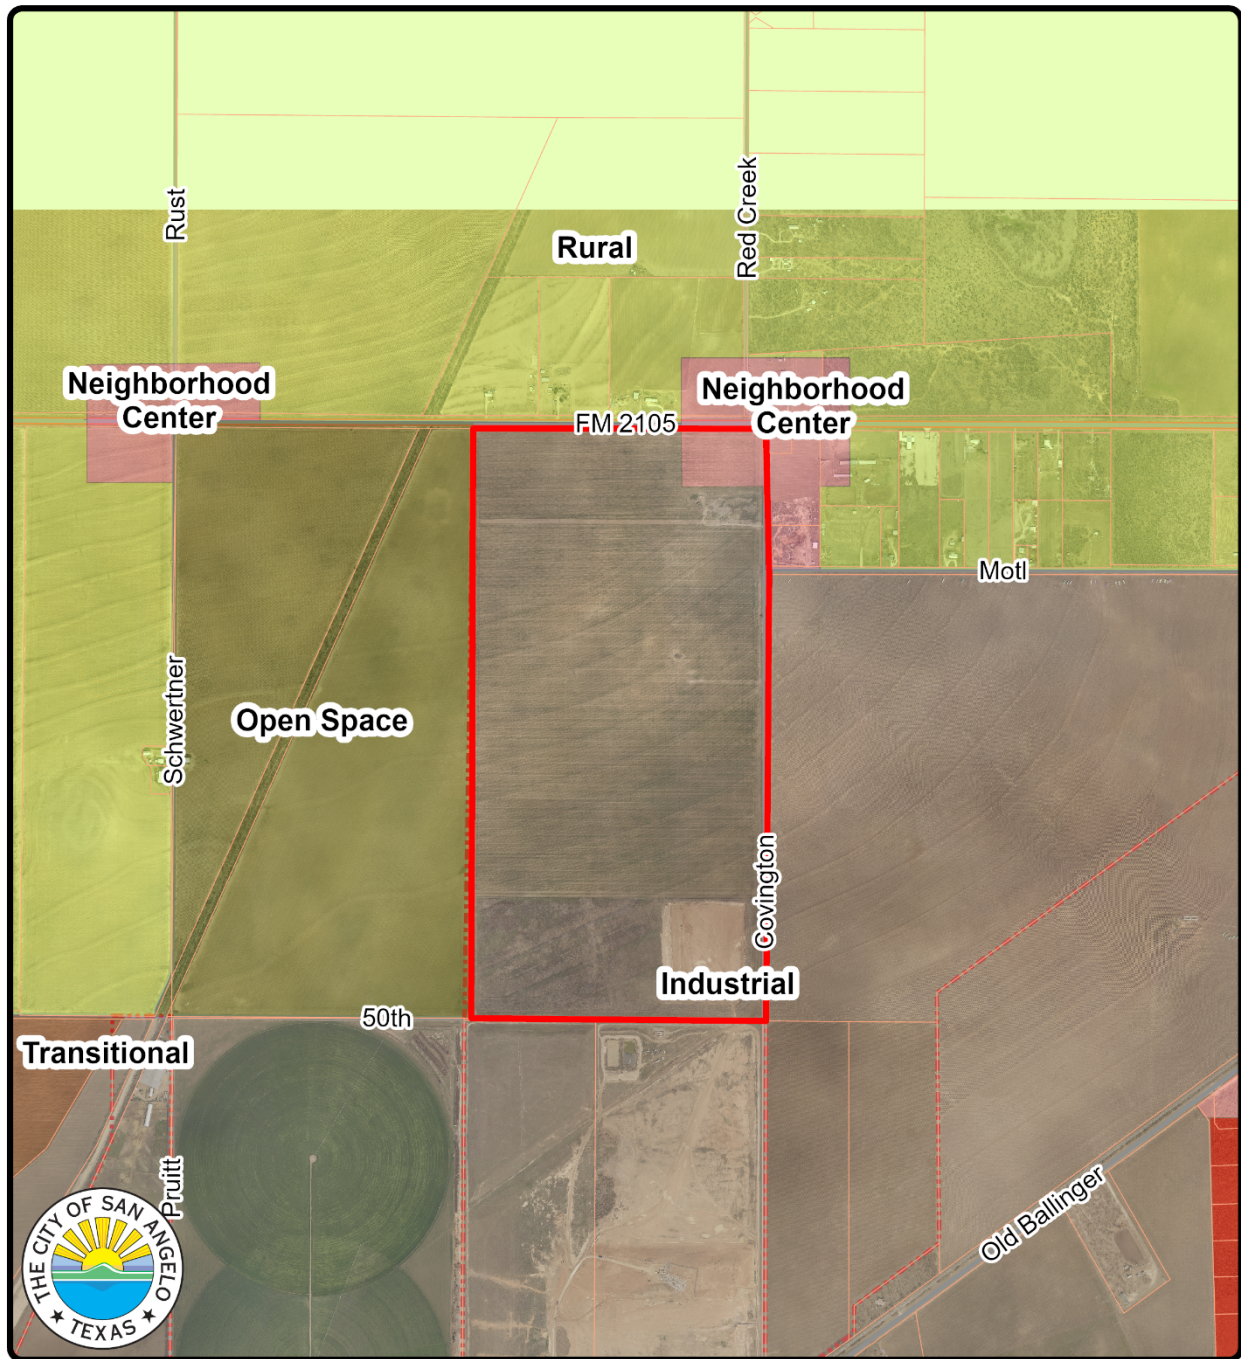 Rust
Red Creek
Rural
Neighborhood
Center
Neighborhood
Center
FM 2105
Motl
Schwertner
Open Space
Covington
Industrial
50th
Transitional
Pruitt
Old Ballinger
THE CITY OF SAN ANGELO
TEXAS